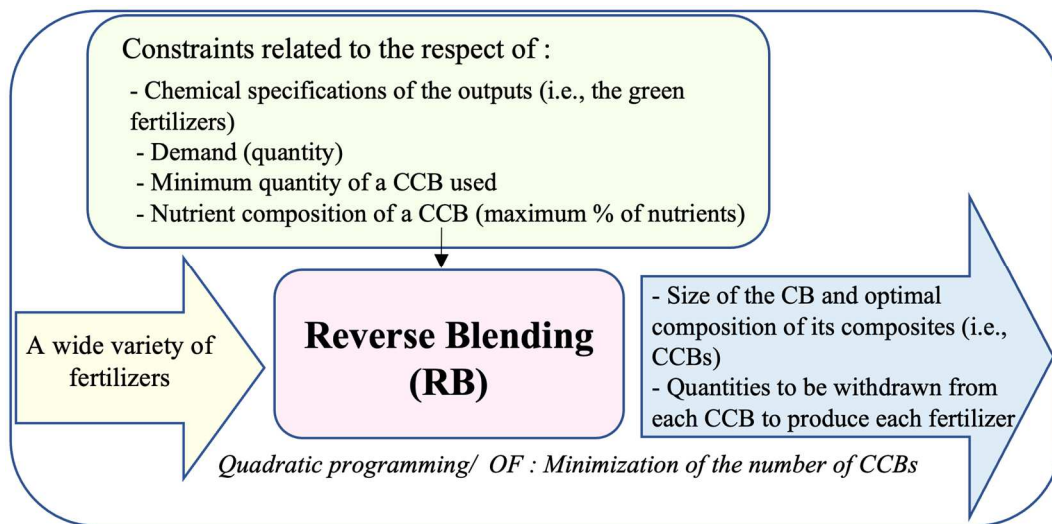 Constraints related to the respect of :
- Chemical specifications of the outputs (i.e., the green
fertilizers)
- Demand (quantity)
- Minimum quantity of a CCB used
- Nutrient composition of a CCB (maximum % of nutrients)
A wide variety of
fertilizers
Reverse Blending
(RB)
- Size of the CB and optimal
composition of its composites (i.e.,
CCBs)
- Quantities to be withdrawn from
each CCB to produce each fertilizer
Quadratic programming/ OF : Minimization of the number of CCBs